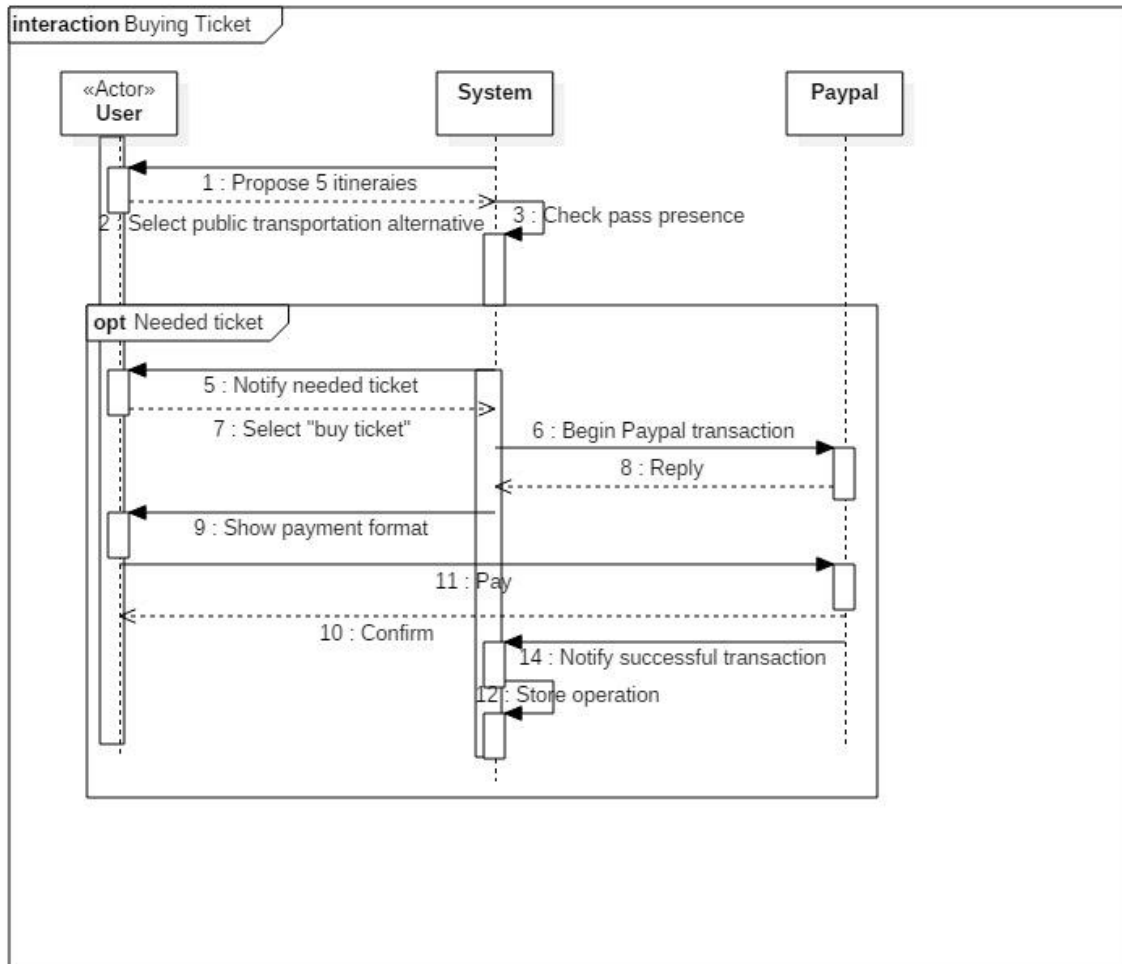 interaction Buying Ticket
«Actor»
User
System
Paypal
1 : Propose 5 itineraies
2 : Select public transportation alternative
3 : Check pass presence
opt Needed ticket
5 : Notify needed ticket
7 : Select "buy ticket"
6 : Begin Paypal transaction
8 : Reply
9 : Show payment format
11 : Pay
10 : Confirm
14 : Notify successful transaction
12 : Store operation